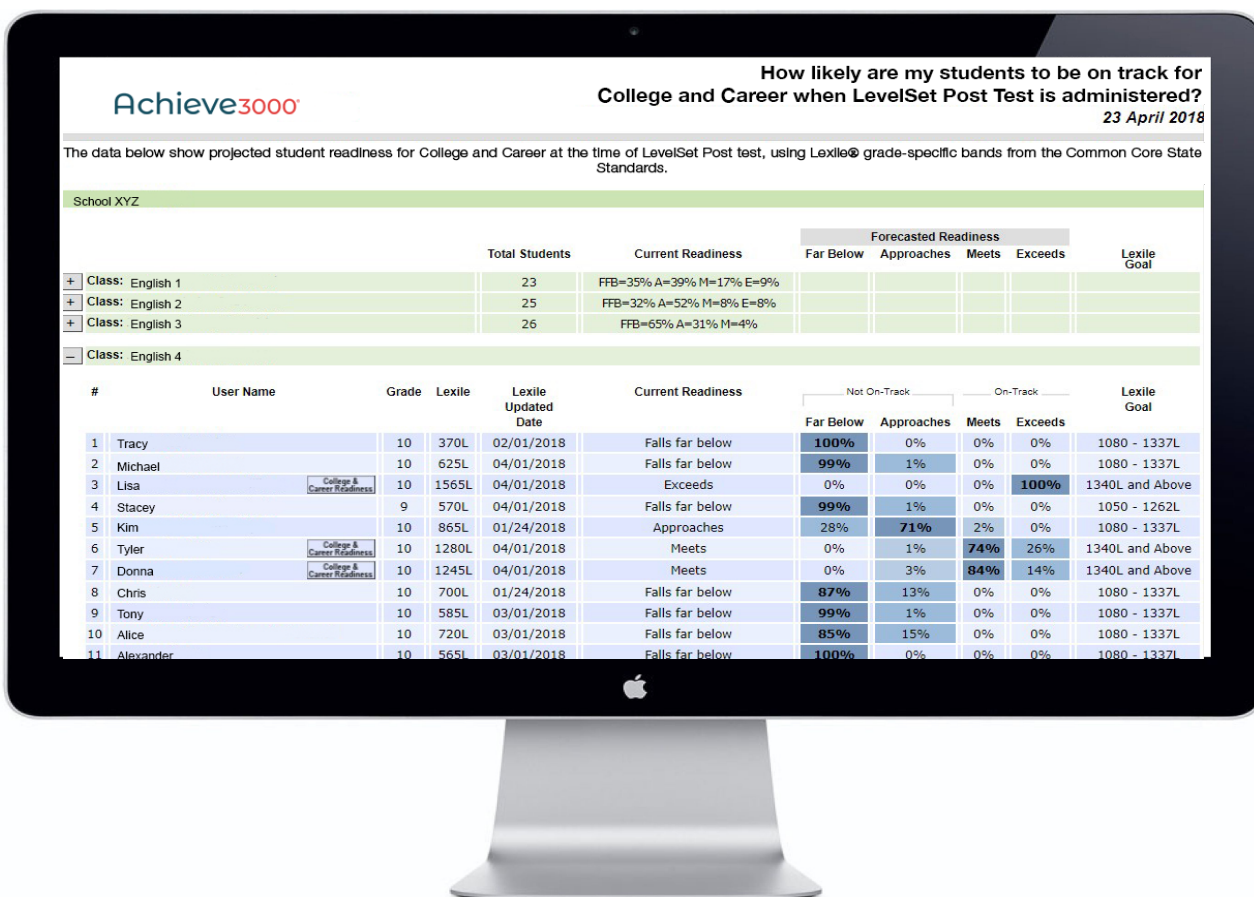 How likely are my students to be on track for
Achieve3000® College and Career when LevelSet Post Test is administered?
23 April 2018
The data below show projected student readiness for College and Career at the time of LevelSet Post test, using Lexile® grade-specific bands from the Common Core State
Standards.
School XYZ
Forecasted Readiness
Total Students Current Readiness Far Below Approaches Meets Exceeds Lexile
Goal
+ Class: English 1 23 FFB=35% A=39% M=17% E=9%
+ Class: English 2 25 FFB=32% A=52% M=8% E=8%
+ Class: English 3 26 FFB=65% A=31% M=4%
– Class: English 4
# User Name Grade Lexile Lexile Current Readiness Not On-Track On-Track Lexile
Updated Goal
Date Far Below Approaches Meets Exceeds
1 Tracy 10 370L 02/01/2018 Falls far below 100% 0% 0% 0% 1080 - 1337L
2 Michael 10 625L 04/01/2018 Falls far below 99% 1% 0% 0% 1080 - 1337L
3 Lisa College & Career Readiness 10 1565L 04/01/2018 Exceeds 0% 0% 0% 100% 1340L and Above
4 Stacey 9 570L 04/01/2018 Falls far below 99% 1% 0% 0% 1050 - 1262L
5 Kim 10 865L 01/24/2018 Approaches 28% 71% 2% 0% 1080 - 1337L
6 Tyler College & Career Readiness 10 1280L 04/01/2018 Meets 0% 1% 74% 26% 1340L and Above
7 Donna College & Career Readiness 10 1245L 04/01/2018 Meets 0% 3% 84% 14% 1340L and Above
8 Chris 10 700L 01/24/2018 Falls far below 87% 13% 0% 0% 1080 - 1337L
9 Tony 10 585L 03/01/2018 Falls far below 99% 1% 0% 0% 1080 - 1337L
10 Alice 10 720L 03/01/2018 Falls far below 85% 15% 0% 0% 1080 - 1337L
11 Alexander 10 565L 03/01/2018 Falls far below 100% 0% 0% 0% 1080 - 1337L